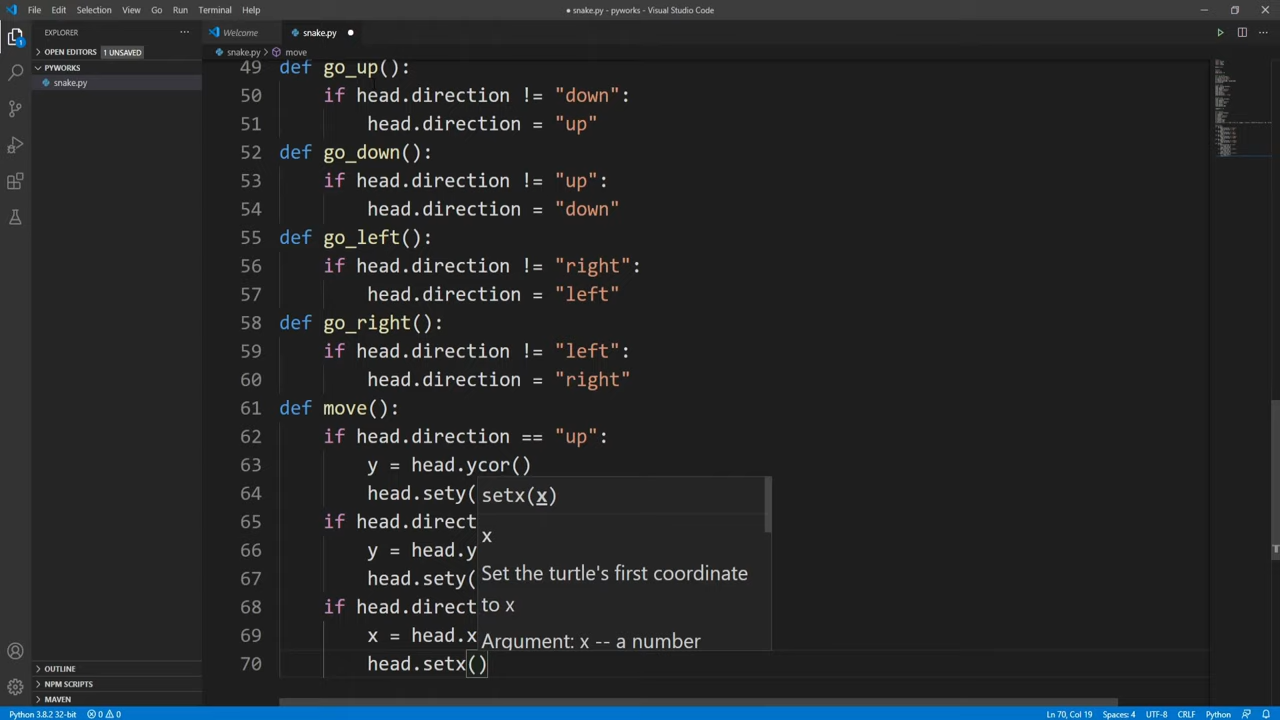 File Edit Selection View Go Run Terminal Help
● snake.py - pyworks - Visual Studio Code
EXPLORER
Welcome
snake.py
OPEN EDITORS 1 UNSAVED
snake.py > move
PYWORKS
snake.py
49 def go_up():
50 if head.direction != "down":
51 head.direction = "up"
52 def go_down():
53 if head.direction != "up":
54 head.direction = "down"
55 def go_left():
56 if head.direction != "right":
57 head.direction = "left"
58 def go_right():
59 if head.direction != "left":
60 head.direction = "right"
61 def move():
62 if head.direction == "up":
63 y = head.ycor()
64 head.sety(
65 if head.direct
66 y = head.y
67 head.sety(
68 if head.direct
69 x = head.x
70 head.setx()
setx(x)
x
Set the turtle's first coordinate
to x
Argument: x -- a number
OUTLINE
NPM SCRIPTS
MAVEN
Python 3.8.2 32-bit 0 0
Ln 70, Col 19 Spaces: 4 UTF-8 CRLF Python